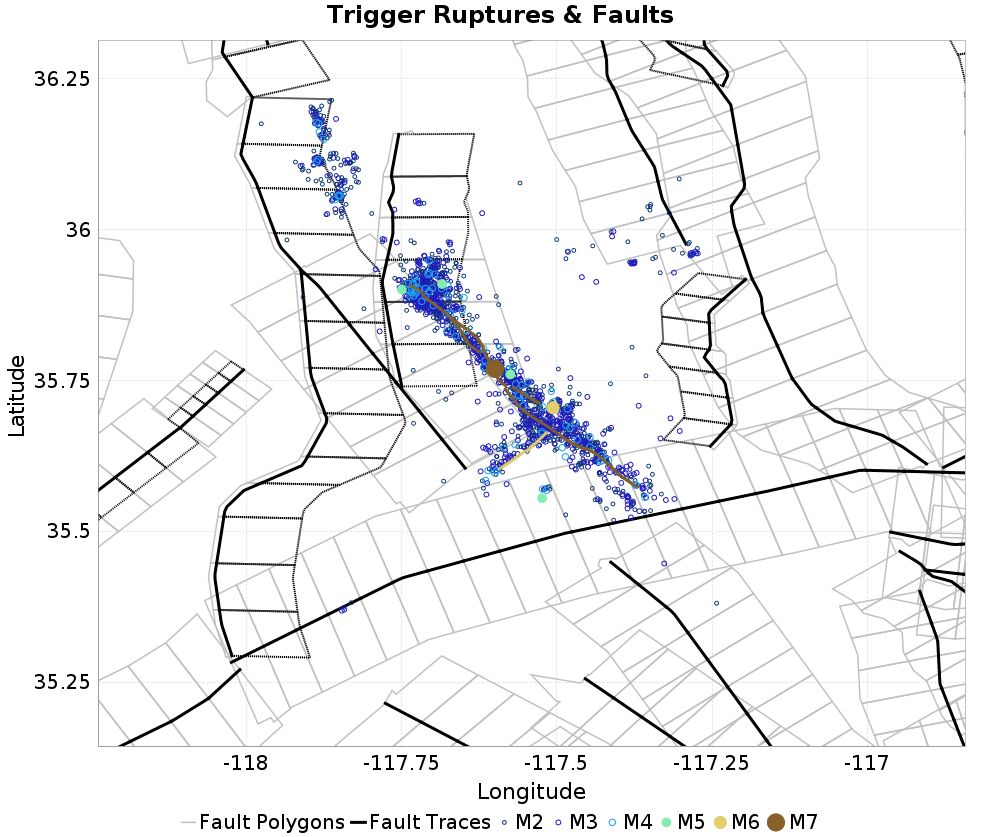 Trigger Ruptures & Faults
36.25
36
35.75
35.5
35.25
Latitude
-118
-117.75
-117.5
-117.25
-117
Longitude
Fault Polygons Fault Traces M2 M3 M4 M5 M6 M7